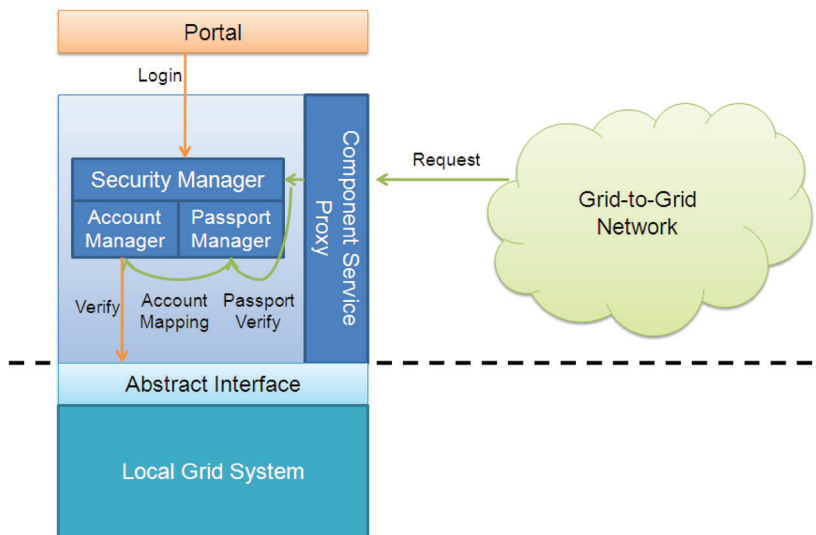 Portal
Login
Security Manager
Account
Manager
Passport
Manager
Component Service
Proxy
Request
Grid-to-Grid
Network
Verify
Account
Mapping
Passport
Verify
Abstract Interface
Local Grid System